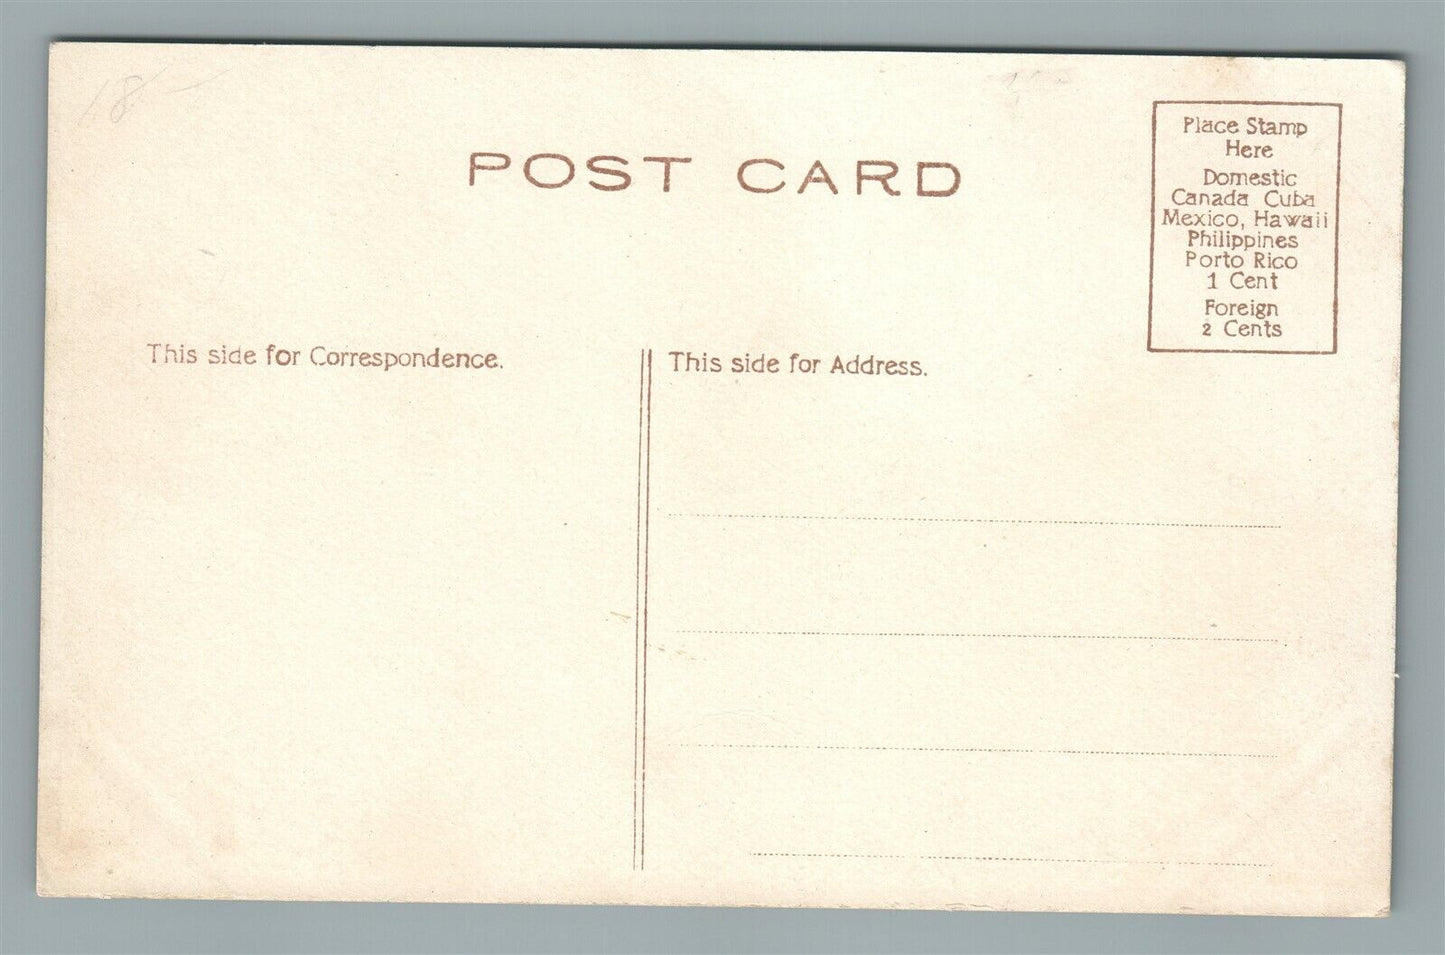 18-
POST CARD
Place Stamp
Here
Domestic
Canada Cuba
Mexico, Hawaii
Philippines
Porto Rico
1 Cent
Foreign
2 Cents
This side for Correspondence.
This side for Address.